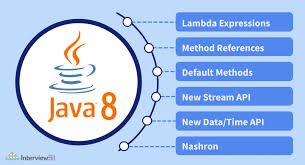 Java 8
Lambda Expressions
Method References
Default Methods
New Stream API
New Data/Time API
Nashron
InterviewBit